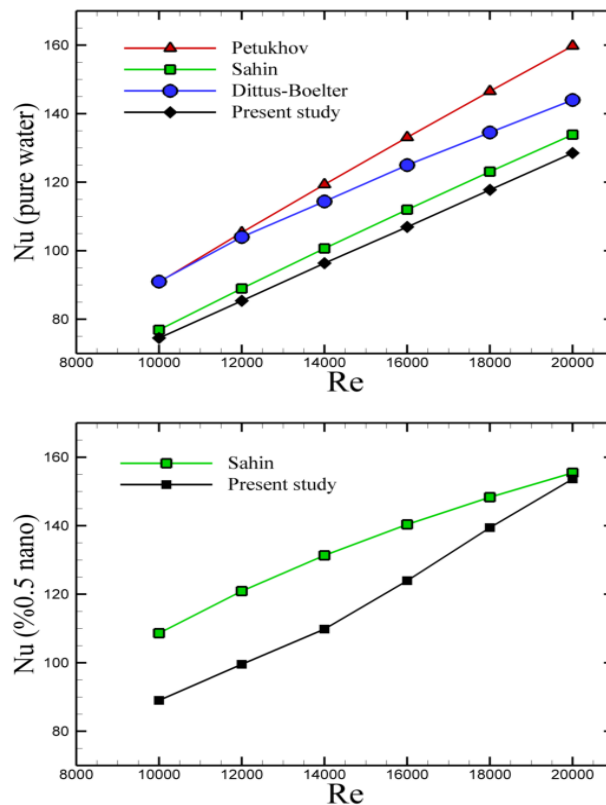 160
140
120
100
80
Nu (pure water)
Petukhov
Sahin
Dittus-Boelter
Present study
8000 10000 12000 14000 16000 18000 20000
Re
160
140
120
100
80
Nu (%0.5 nano)
Sahin
Present study
8000 10000 12000 14000 16000 18000 20000
Re